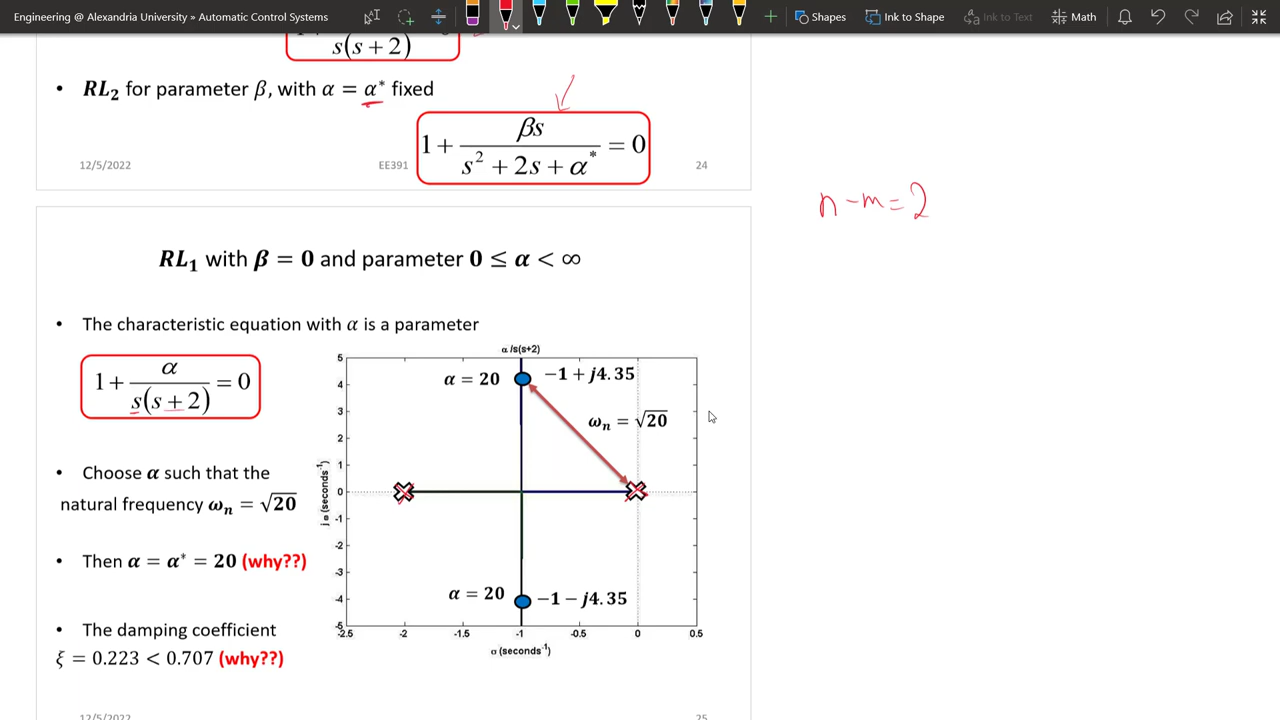 Engineering @ Alexandria University » Automatic Control Systems
Shapes
Ink to Shape
Ink to Text
Math
s(s + 2)
• RL₂ for parameter β, with α = α* fixed
1 + βs / (s² + 2s + α*) = 0
12/5/2022 EE391 24
n - m = 2
RL₁ with β = 0 and parameter 0 ≤ α < ∞
• The characteristic equation with α is a parameter
1 + α / (s(s + 2)) = 0
• Choose α such that the
natural frequency ωₙ = √20
• Then α = α* = 20 (why??)
• The damping coefficient
ξ = 0.223 < 0.707 (why??)
α /s(s+2)
5
4
3
2
1
0
-1
-2
-3
-4
-5
jω (seconds⁻¹)
α = 20
−1 + j4.35
ωₙ = √20
α = 20
−1 − j4.35
-2.5 -2 -1.5 -1 -0.5 0 0.5
σ (seconds⁻¹)
12/5/2022 25